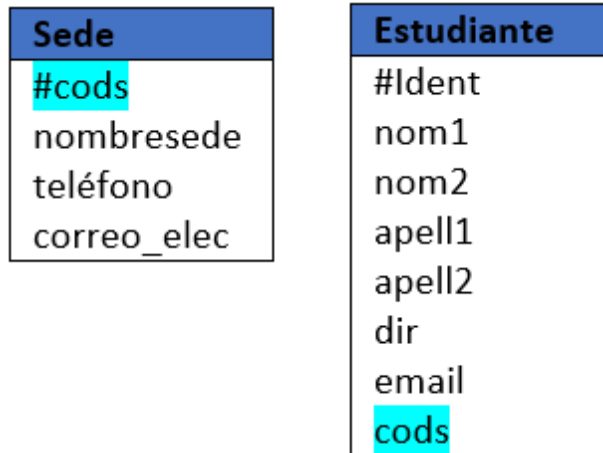 Sede
#cods
nombresede
teléfono
correo_elec
Estudiante
#Ident
nom1
nom2
apell1
apell2
dir
email
cods